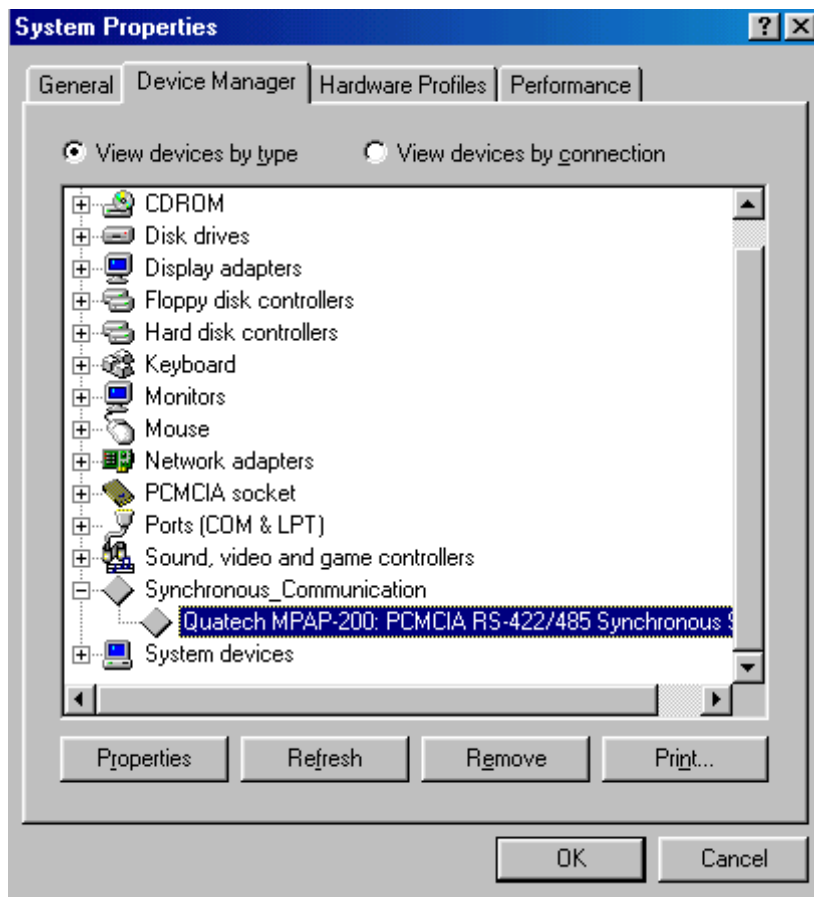 System Properties
General Device Manager Hardware Profiles Performance
View devices by type View devices by connection
CDROM
Disk drives
Display adapters
Floppy disk controllers
Hard disk controllers
Keyboard
Monitors
Mouse
Network adapters
PCMCIA socket
Ports (COM & LPT)
Sound, video and game controllers
Synchronous_Communication
Quatech MPAP-200: PCMCIA RS-422/485 Synchronous
System devices
Properties Refresh Remove Print...
OK Cancel